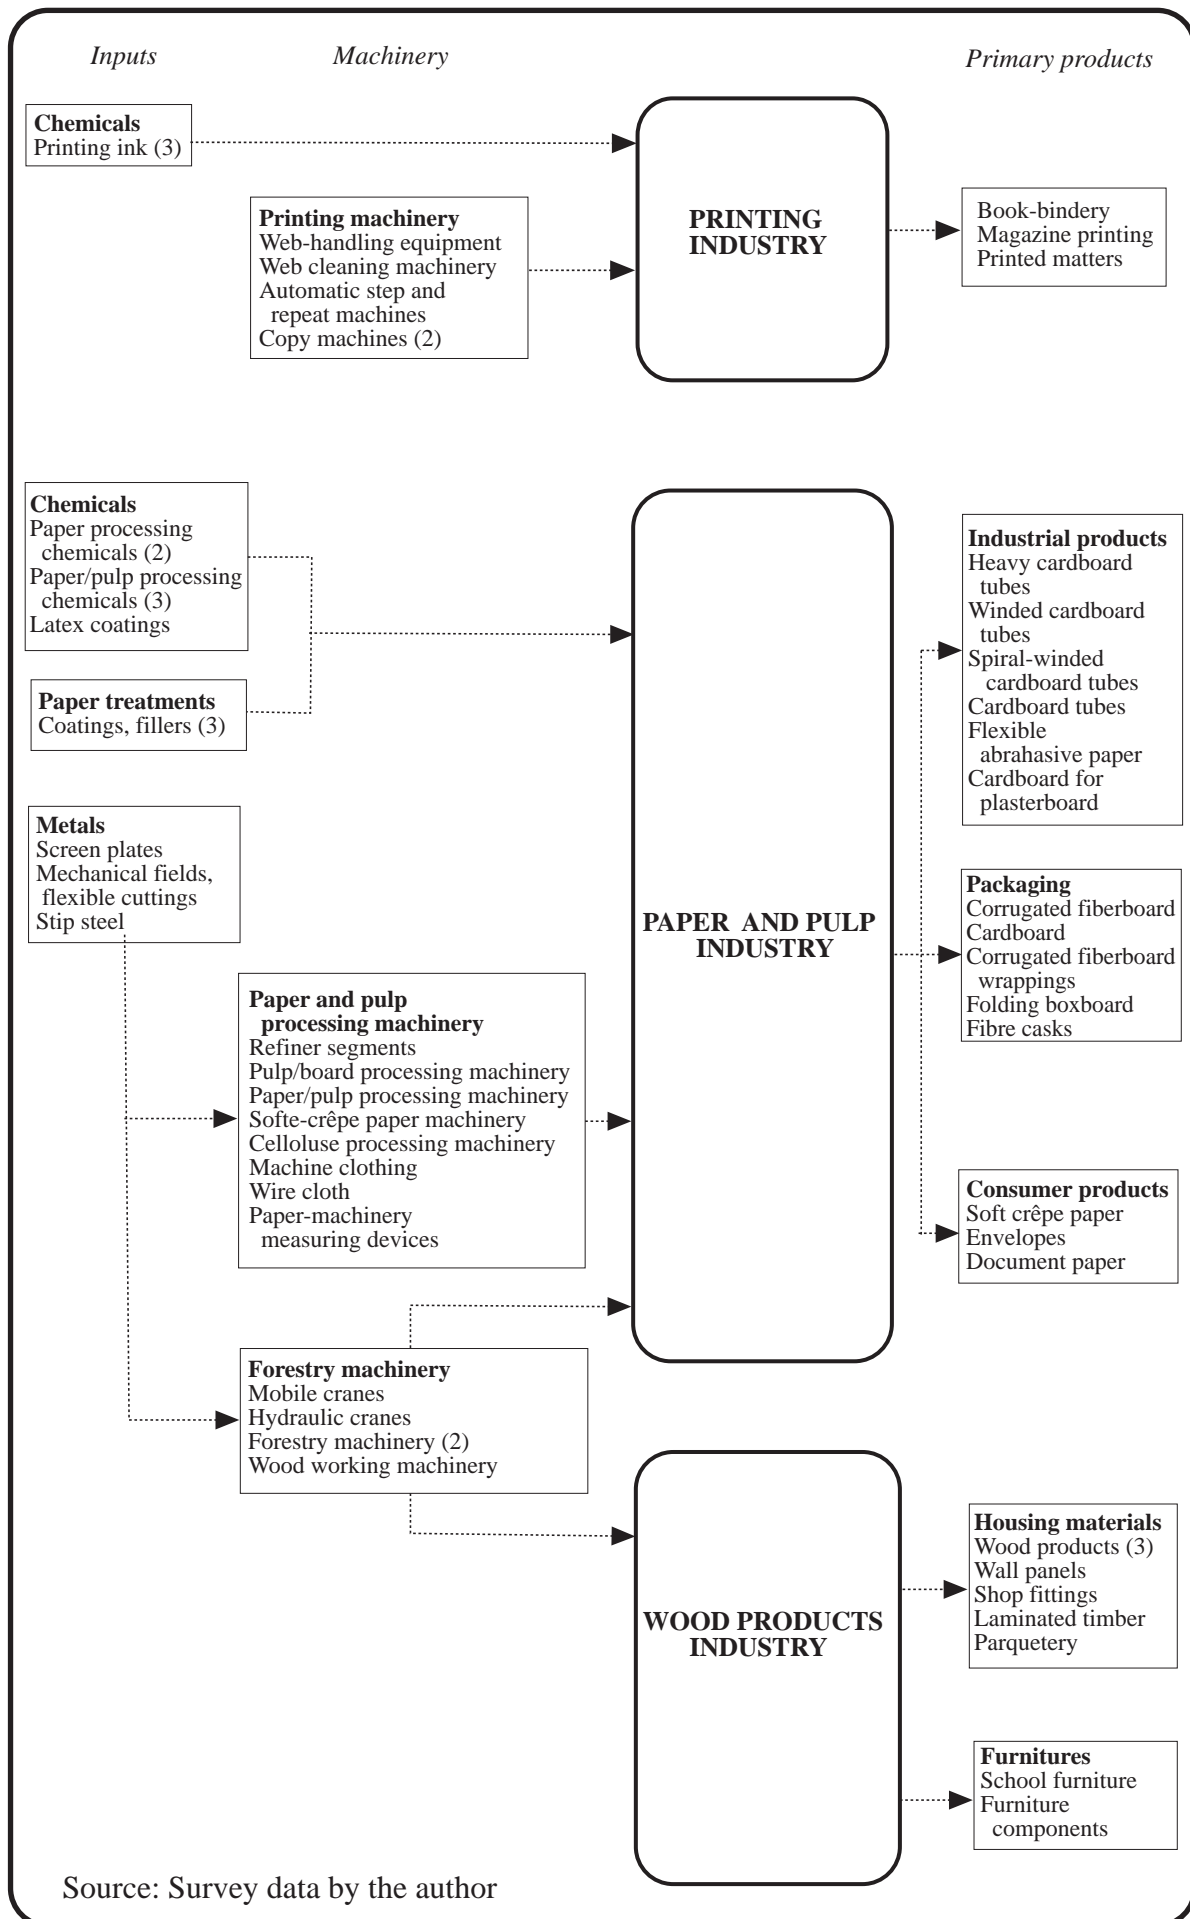 Inputs
Machinery
Primary products
Chemicals
Printing ink (3)
Printing machinery
Web-handling equipment
Web cleaning machinery
Automatic step and
repeat machines
Copy machines (2)
PRINTING
INDUSTRY
Book-bindery
Magazine printing
Printed matters
Chemicals
Paper processing
chemicals (2)
Paper/pulp processing
chemicals (3)
Latex coatings
Paper treatments
Coatings, fillers (3)
Metals
Screen plates
Mechanical fields,
flexible cuttings
Stip steel
Paper and pulp
processing machinery
Refiner segments
Pulp/board processing machinery
Paper/pulp processing machinery
Softe-crêpe paper machinery
Celloluse processing machinery
Machine clothing
Wire cloth
Paper-machinery
measuring devices
Forestry machinery
Mobile cranes
Hydraulic cranes
Forestry machinery (2)
Wood working machinery
PAPER AND PULP
INDUSTRY
Industrial products
Heavy cardboard
tubes
Winded cardboard
tubes
Spiral-winded
cardboard tubes
Cardboard tubes
Flexible
abrahasive paper
Cardboard for
plasterboard
Packaging
Corrugated fiberboard
Cardboard
Corrugated fiberboard
wrappings
Folding boxboard
Fibre casks
Consumer products
Soft crêpe paper
Envelopes
Document paper
WOOD PRODUCTS
INDUSTRY
Housing materials
Wood products (3)
Wall panels
Shop fittings
Laminated timber
Parquetery
Furnitures
School furniture
Furniture
components
Source: Survey data by the author